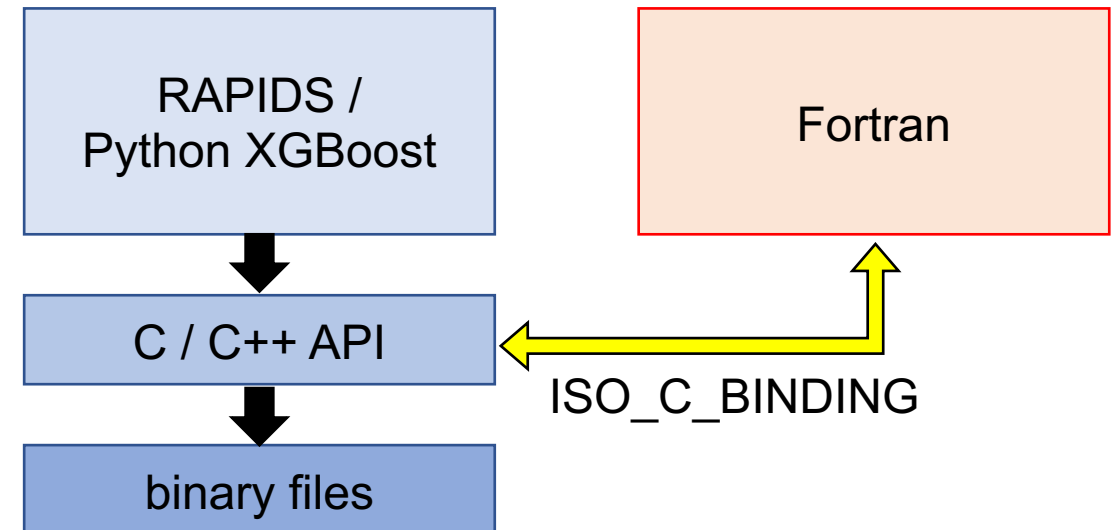 RAPIDS /
Python XGBoost
Fortran
C / C++ API
ISO_C_BINDING
binary files